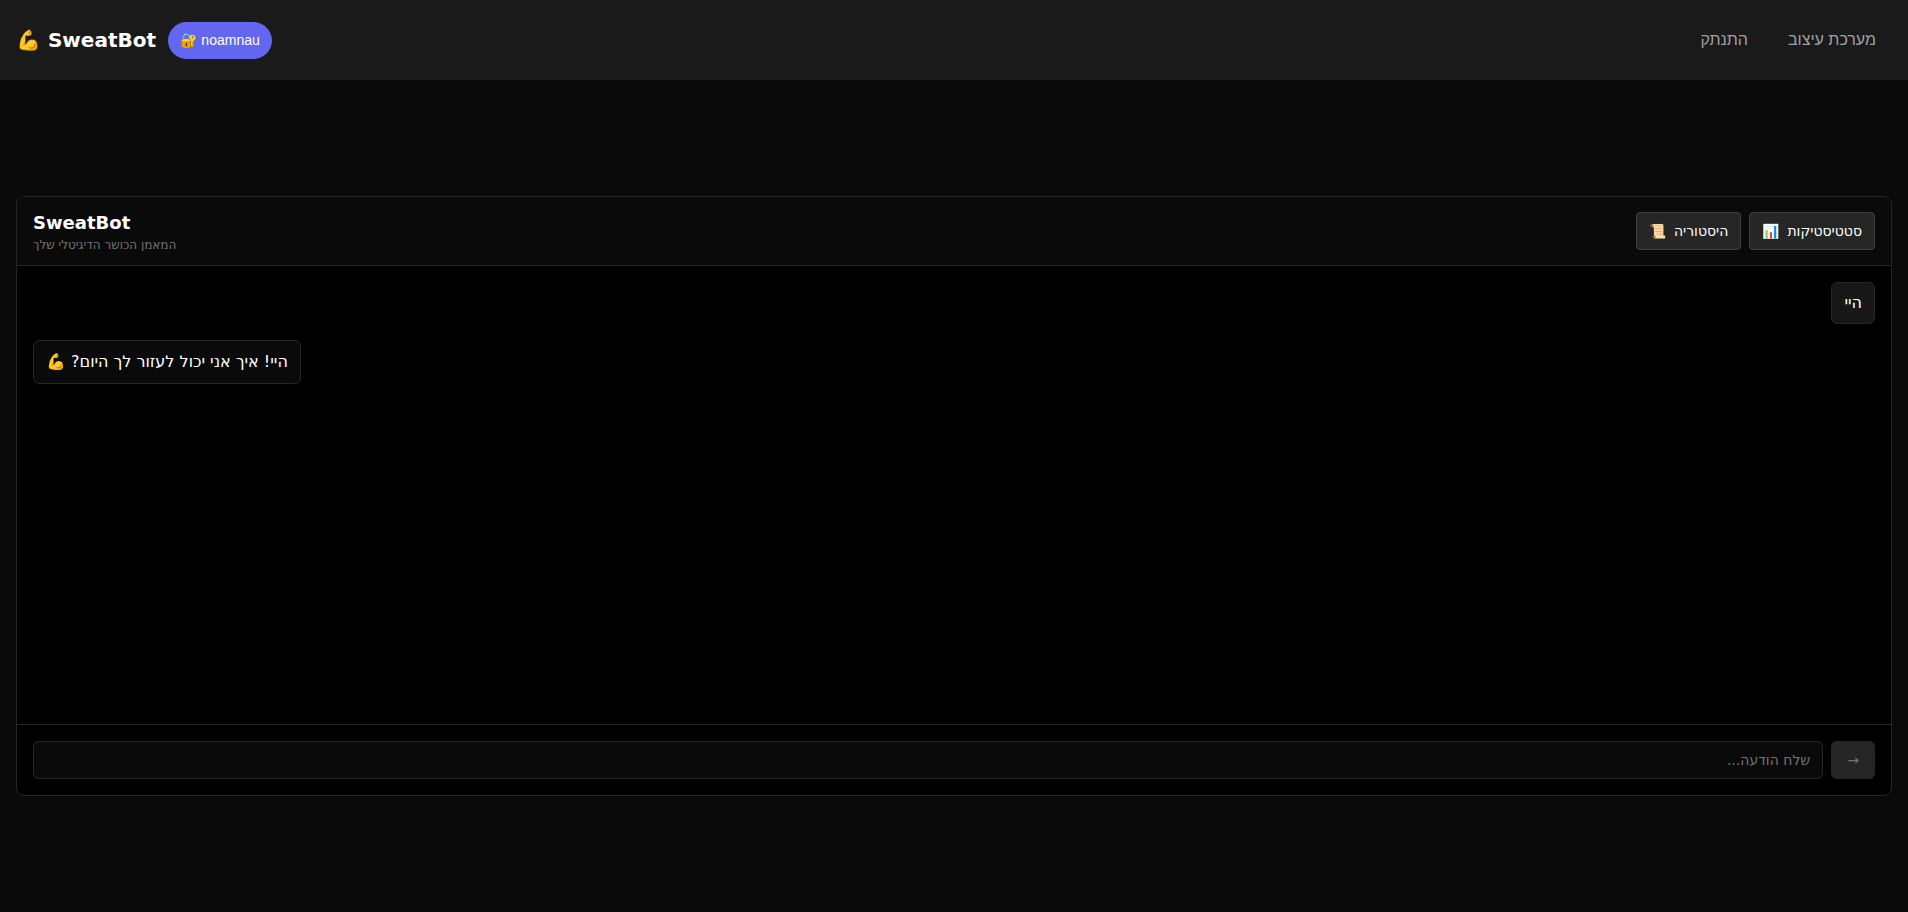 💪 SweatBot
🔐 noamnau
מערכת עיצוב
התנתק
SweatBot
המאמן הכושר הדיגיטלי שלך
סטטיסטיקות 📊
היסטוריה 📜
היי
היי! איך אני יכול לעזור לך היום? 💪
שלח הודעה...
→